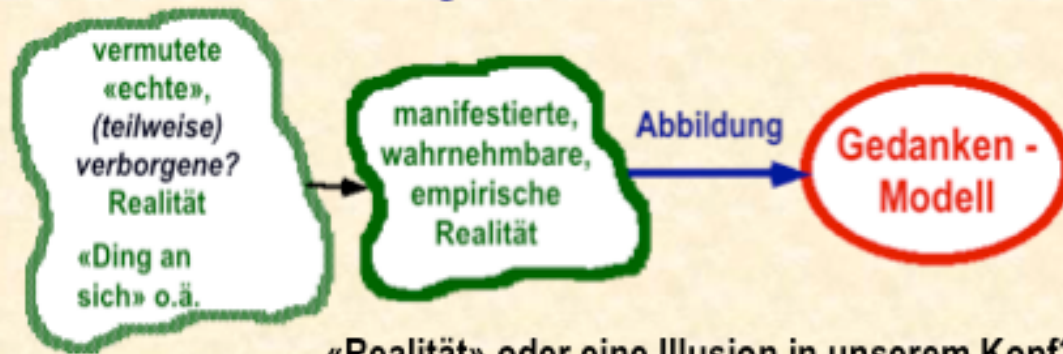 vermutete
«echte»,
(teilweise)
verborgene?
Realität
«Ding an
sich» o.ä.
manifestierte,
wahrnehmbare,
empirische
Realität
Abbildung
Gedanken -
Modell
«Realität» oder eine Illusion in unserem Kopf